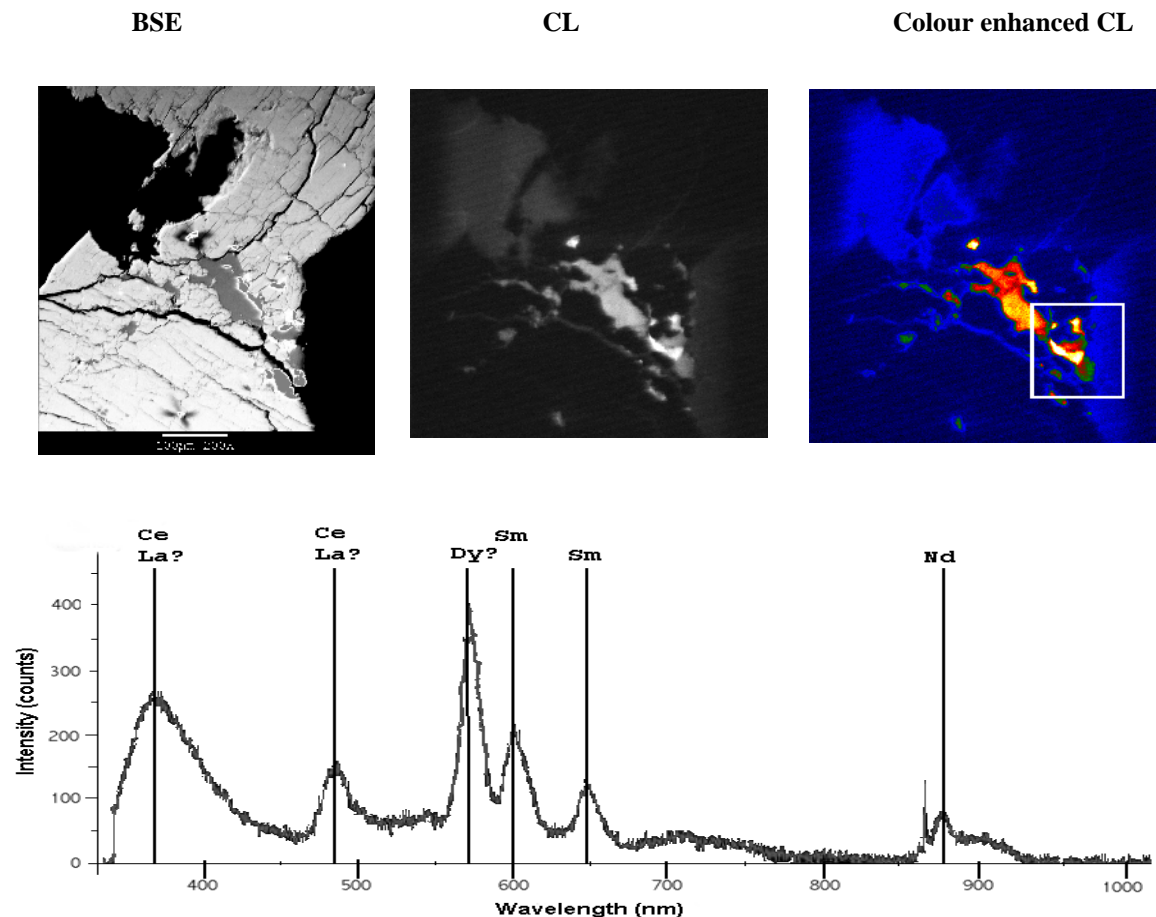 BSE CL Colour enhanced CL
100µm 200X
Ce Ce Sm
La? La? Dy? Sm Nd
400
300
200
100
0
Intensity (counts)
400 500 600 700 800 900 1000
Wavelength (nm)